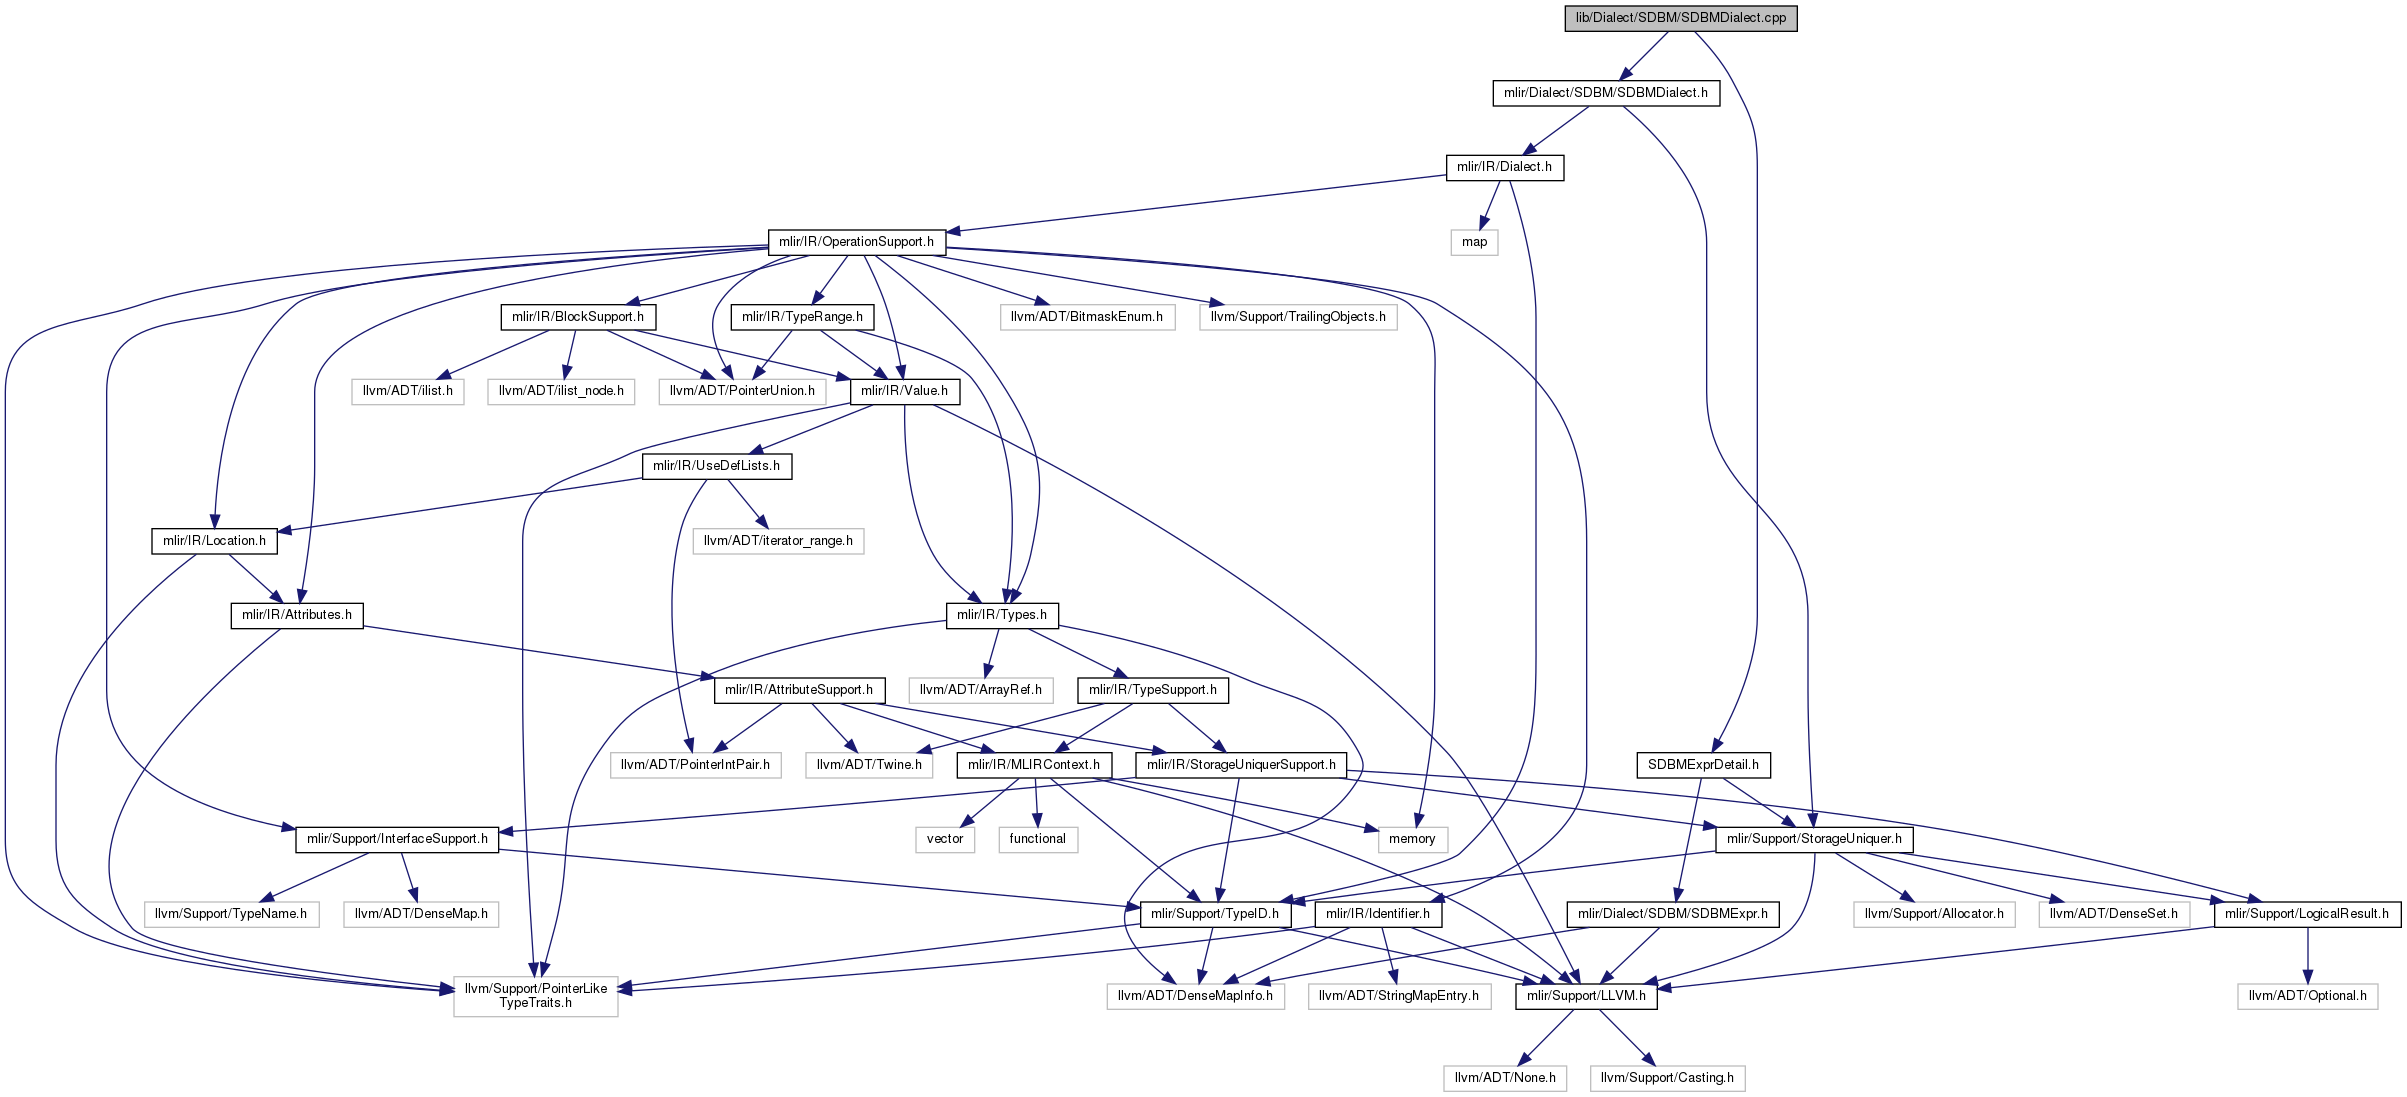 lib/Dialect/SDBM/SDBMDialect.cpp
mlir/Dialect/SDBM/SDBMDialect.h
mlir/IR/Dialect.h
mlir/IR/OperationSupport.h
map
mlir/IR/BlockSupport.h
mlir/IR/TypeRange.h
llvm/ADT/BitmaskEnum.h
llvm/Support/TrailingObjects.h
llvm/ADT/ilist.h
llvm/ADT/ilist_node.h
llvm/ADT/PointerUnion.h
mlir/IR/Value.h
mlir/IR/UseDefLists.h
mlir/IR/Location.h
llvm/ADT/iterator_range.h
mlir/IR/Attributes.h
mlir/IR/Types.h
mlir/IR/AttributeSupport.h
llvm/ADT/ArrayRef.h
mlir/IR/TypeSupport.h
llvm/ADT/PointerIntPair.h
llvm/ADT/Twine.h
mlir/IR/MLIRContext.h
mlir/IR/StorageUniquerSupport.h
SDBMExprDetail.h
mlir/Support/InterfaceSupport.h
vector
functional
memory
mlir/Support/StorageUniquer.h
llvm/Support/TypeName.h
llvm/ADT/DenseMap.h
mlir/Support/TypeID.h
mlir/IR/Identifier.h
mlir/Dialect/SDBM/SDBMExpr.h
llvm/Support/Allocator.h
llvm/ADT/DenseSet.h
mlir/Support/LogicalResult.h
llvm/Support/PointerLike
TypeTraits.h
llvm/ADT/DenseMapInfo.h
llvm/ADT/StringMapEntry.h
mlir/Support/LLVM.h
llvm/ADT/Optional.h
llvm/ADT/None.h
llvm/Support/Casting.h